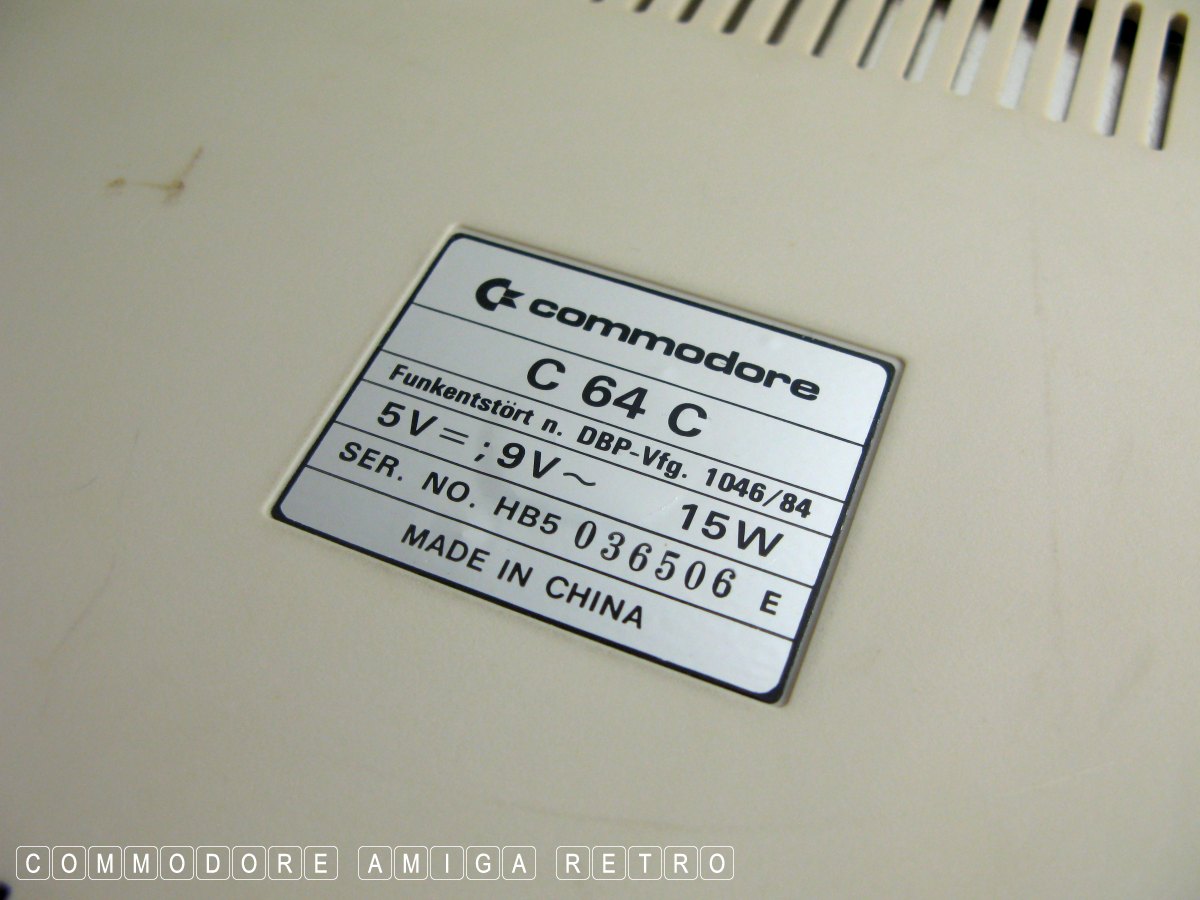 commodore
C 64 C
Funkentstört n. DBP-Vfg. 1046/84
5V⎓ ; 9V~ 15W
SER. NO. HB5 036506 E
MADE IN CHINA
COMMODORE AMIGA RETRO